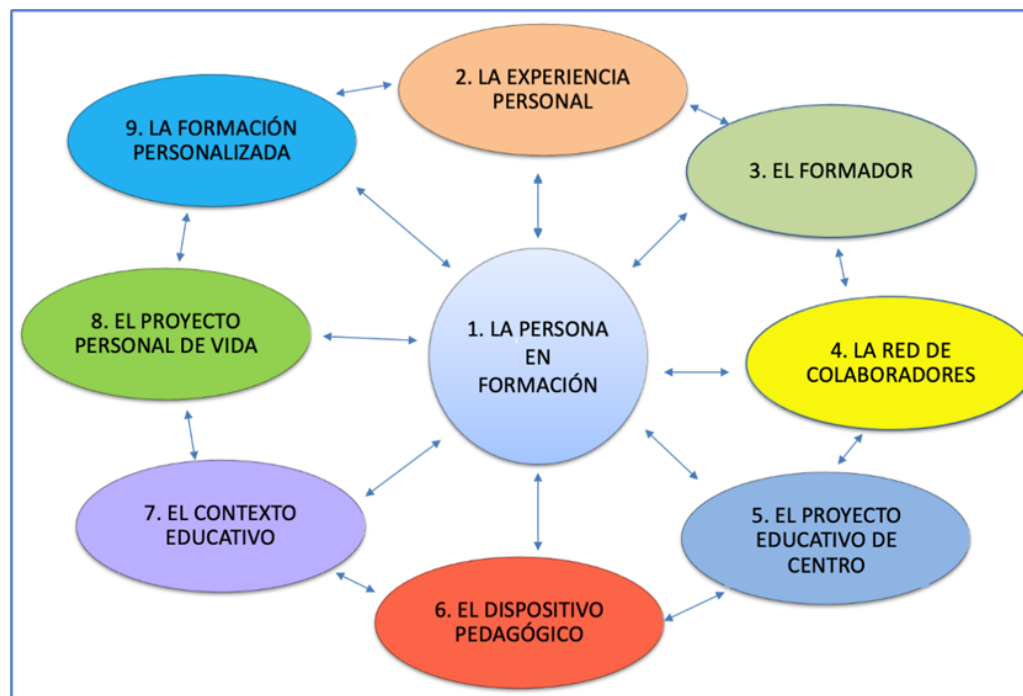 1. LA PERSONA
EN
FORMACIÓN
2. LA EXPERIENCIA
PERSONAL
3. EL FORMADOR
4. LA RED DE
COLABORADORES
5. EL PROYECTO
EDUCATIVO DE
CENTRO
6. EL DISPOSITIVO
PEDAGÓGICO
7. EL CONTEXTO
EDUCATIVO
8. EL PROYECTO
PERSONAL DE VIDA
9. LA FORMACIÓN
PERSONALIZADA